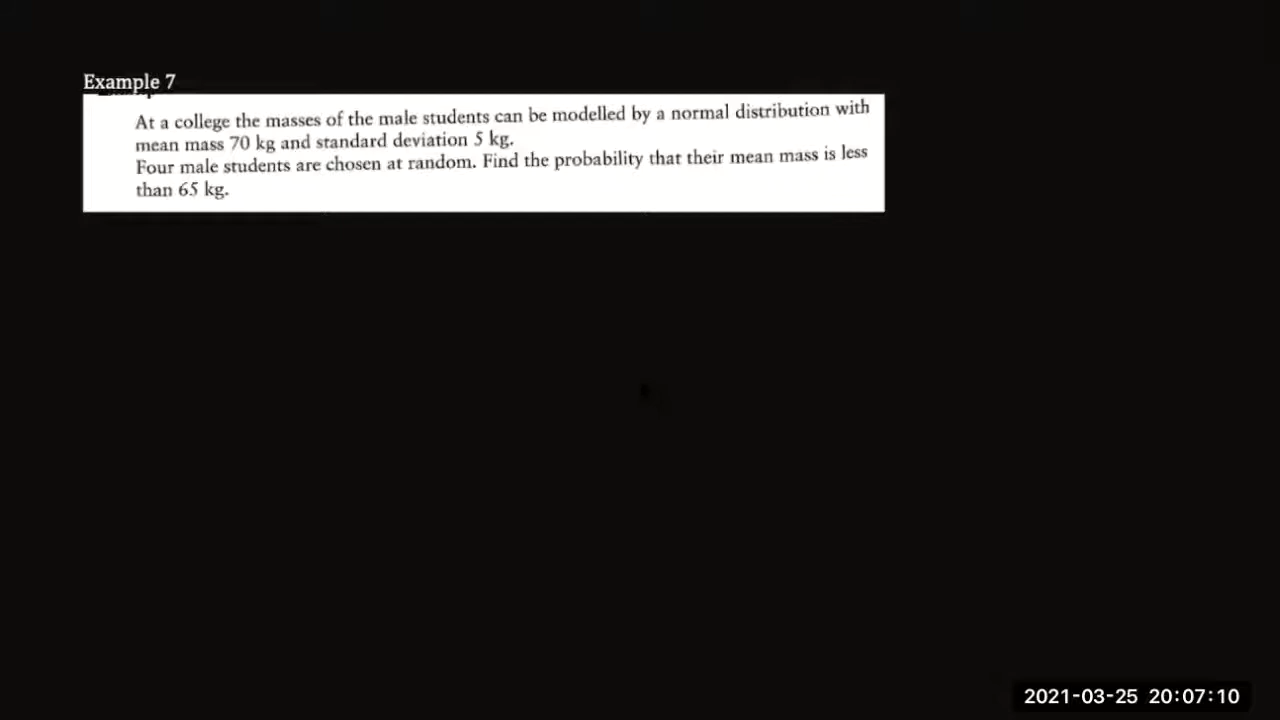 Example 7
At a college the masses of the male students can be modelled by a normal distribution with
mean mass 70 kg and standard deviation 5 kg.
Four male students are chosen at random. Find the probability that their mean mass is less
than 65 kg.
2021-03-25 20:07:10